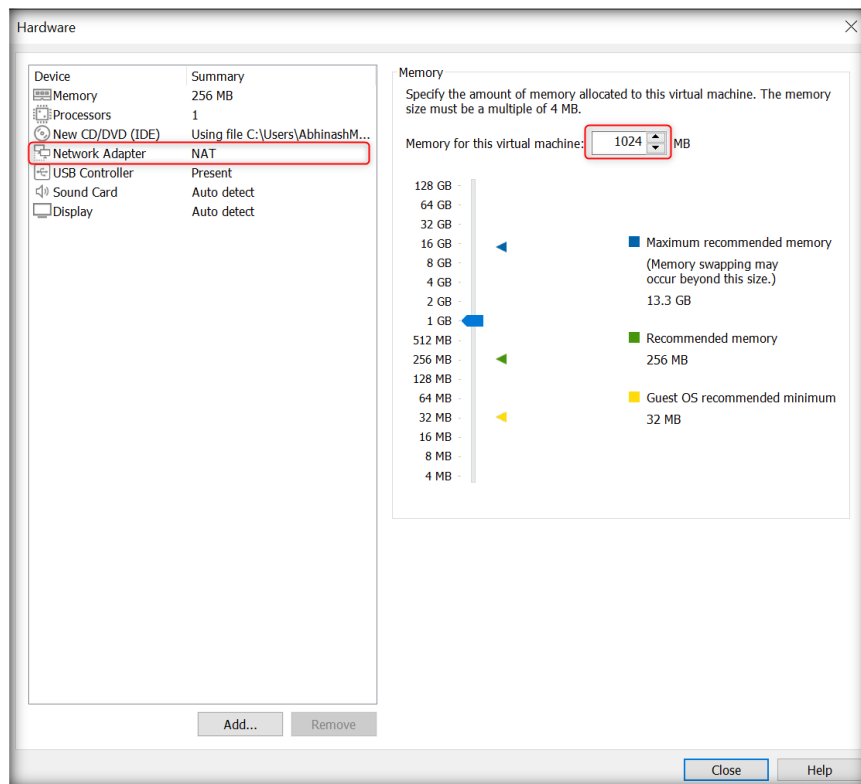 Hardware
Device Summary
Memory 256 MB
Processors 1
New CD/DVD (IDE) Using file C:\Users\AbhinashM...
Network Adapter NAT
USB Controller Present
Sound Card Auto detect
Display Auto detect
Add... Remove
Memory
Specify the amount of memory allocated to this virtual machine. The memory
size must be a multiple of 4 MB.
Memory for this virtual machine: 1024 MB
128 GB
64 GB
32 GB
16 GB
8 GB
4 GB
2 GB
1 GB
512 MB
256 MB
128 MB
64 MB
32 MB
16 MB
8 MB
4 MB
Maximum recommended memory
(Memory swapping may
occur beyond this size.)
13.3 GB
Recommended memory
256 MB
Guest OS recommended minimum
32 MB
Close Help